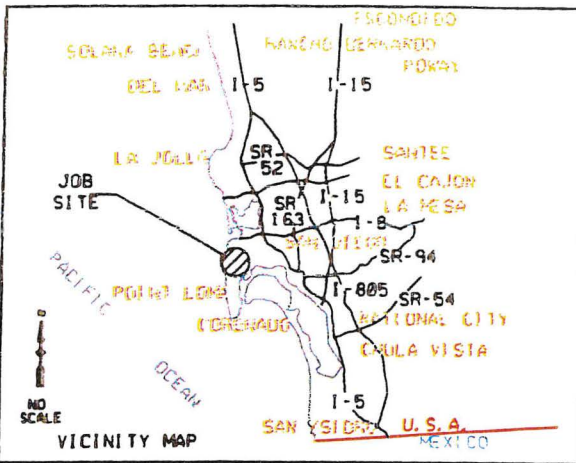 ESCONDIDO
SOLANA BEACH
RANCHO BERNARDO
POWAY
DEL MAR
I-5
I-15
LA JOLLA
SR 52
SANTEE
EL CAJON
JOB SITE
I-15
LA MESA
SR 163
I-8
SAN DIEGO
SR-94
PACIFIC
POINT LOMA
I-805
SR-54
CORONADO
NATIONAL CITY
CHULA VISTA
OCEAN
NO SCALE
I-5
SAN YSIDRO
U. S. A.
VICINITY MAP
MEXICO